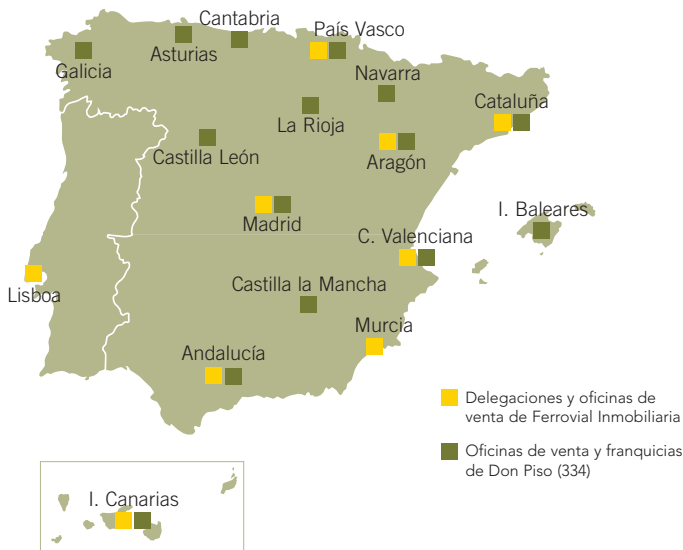 Cantabria
País Vasco
Asturias
Galicia
Navarra
Cataluña
La Rioja
Castilla León
Aragón
I. Baleares
Madrid
C. Valenciana
Castilla la Mancha
Lisboa
Murcia
Andalucía
Delegaciones y oficinas de
venta de Ferrovial Inmobiliaria
Oficinas de venta y franquicias
de Don Piso (334)
I. Canarias